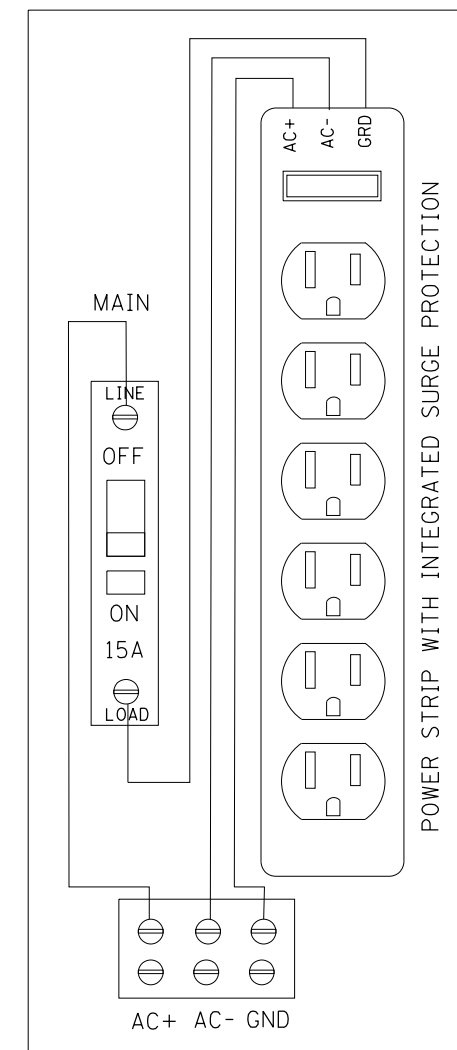 AC+
AC-
GRD
MAIN
LINE
OFF
ON
15A
LOAD
POWER STRIP WITH INTEGRATED SURGE PROTECTION
AC+ AC- GND